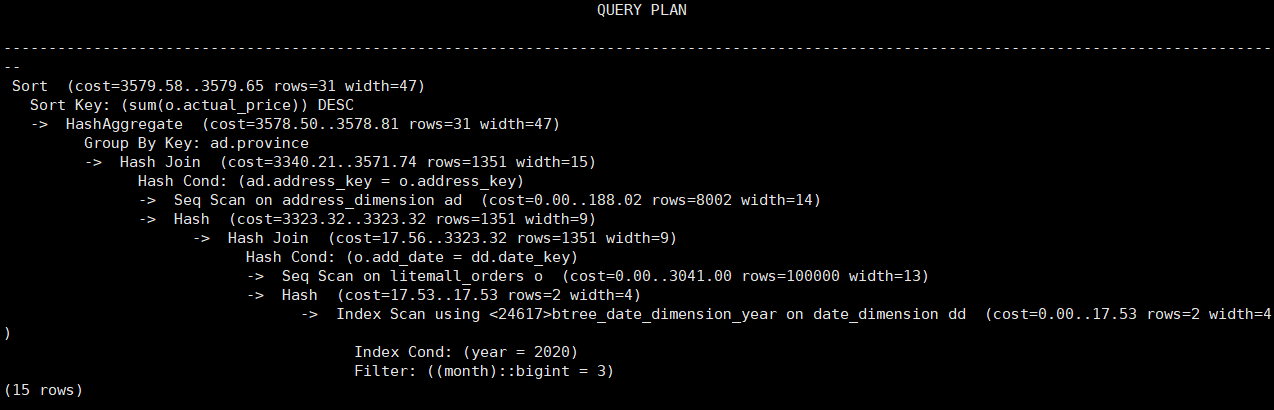 QUERY PLAN
---------------------------------------------------------------------------------------------------------------------------------------------
--
Sort  (cost=3579.58..3579.65 rows=31 width=47)
  Sort Key: (sum(o.actual_price)) DESC
  ->  HashAggregate  (cost=3578.50..3578.81 rows=31 width=47)
        Group By Key: ad.province
        ->  Hash Join  (cost=3340.21..3571.74 rows=1351 width=15)
              Hash Cond: (ad.address_key = o.address_key)
              ->  Seq Scan on address_dimension ad  (cost=0.00..188.02 rows=8002 width=14)
              ->  Hash  (cost=3323.32..3323.32 rows=1351 width=9)
                    ->  Hash Join  (cost=17.56..3323.32 rows=1351 width=9)
                          Hash Cond: (o.add_date = dd.date_key)
                          ->  Seq Scan on litemall_orders o  (cost=0.00..3041.00 rows=100000 width=13)
                          ->  Hash  (cost=17.53..17.53 rows=2 width=4)
                                ->  Index Scan using <24617>btree_date_dimension_year on date_dimension dd  (cost=0.00..17.53 rows=2 width=4
)
                                      Index Cond: (year = 2020)
                                      Filter: ((month)::bigint = 3)
(15 rows)